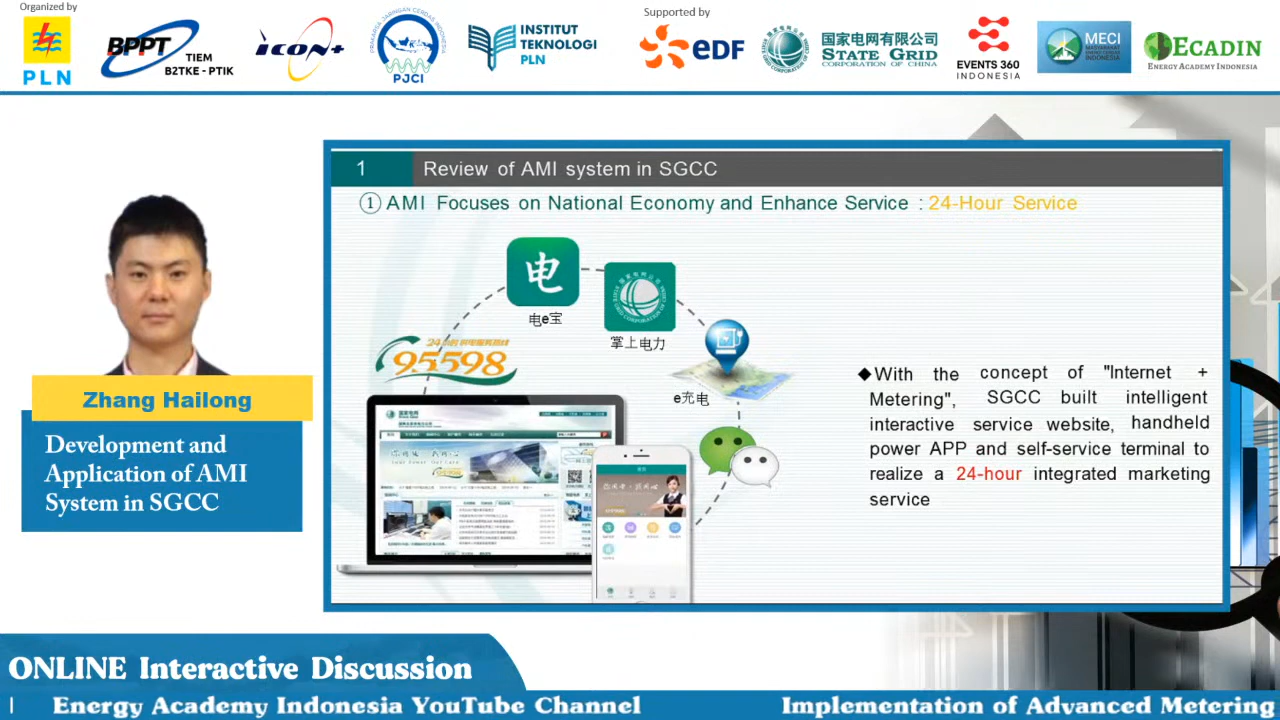 Organized by
PLN
BPPT
TIEM
B2TKE - PTIK
icon+
PRAKARSA JARINGAN CERDAS INDONESIA
PJCI
INSTITUT
TEKNOLOGI
PLN
Supported by
eDF
国家电网有限公司
STATE GRID
CORPORATION OF CHINA
EVENTS 360
INDONESIA
MECI
ECADIN
ENERGY ACADEMY INDONESIA
1
Review of AMI system in SGCC
① AMI Focuses on National Economy and Enhance Service : 24-Hour Service
电
电e宝
掌上电力
e充电
95598
◆With the concept of "Internet +
Metering", SGCC built intelligent
interactive service website, handheld
power APP and self-service terminal to
realize a 24-hour integrated marketing
service
Zhang Hailong
Development and
Application of AMI
System in SGCC
ONLINE Interactive Discussion
| Energy Academy Indonesia YouTube Channel
Implementation of Advanced Metering